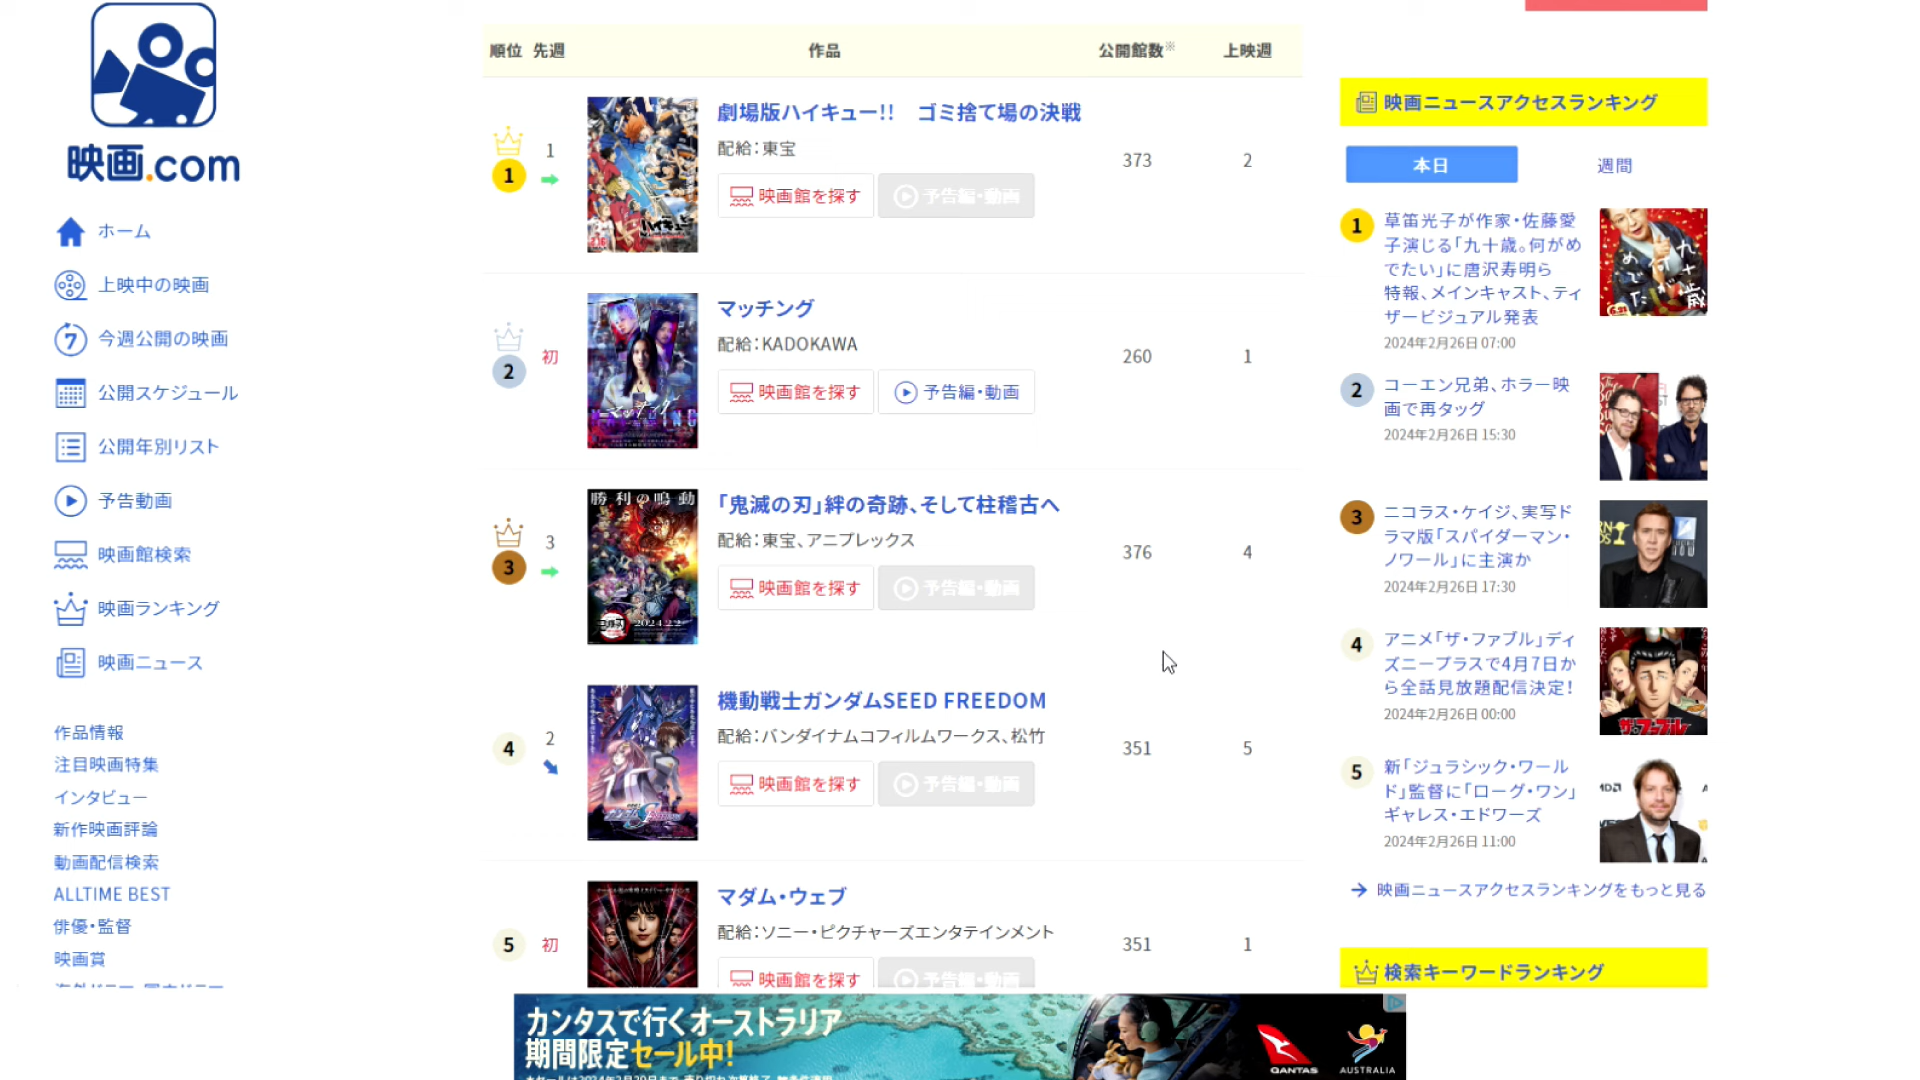 映画.com
ホーム
上映中の映画
7 今週公開の映画
公開スケジュール
公開年別リスト
予告動画
映画館検索
映画ランキング
映画ニュース
作品情報
注目映画特集
インタビュー
新作映画評論
動画配信検索
ALLTIME BEST
俳優・監督
映画賞
順位 先週 作品 公開館数※ 上映週
1 1 劇場版ハイキュー!!　ゴミ捨て場の決戦 373 2
配給：東宝
映画館を探す 予告編・動画
2 初 マッチング 260 1
配給：KADOKAWA
映画館を探す 予告編・動画
勝利の鳴動
3 3 「鬼滅の刃」絆の奇跡、そして柱稽古へ 376 4
配給：東宝、アニプレックス
映画館を探す 予告編・動画
4 2 機動戦士ガンダムSEED FREEDOM 351 5
配給：バンダイナムコフィルムワークス、松竹
映画館を探す 予告編・動画
5 初 マダム・ウェブ 351 1
配給：ソニー・ピクチャーズエンタテインメント
映画館を探す 予告編・動画
映画ニュースアクセスランキング
本日 週間
1 草笛光子が作家・佐藤愛
子演じる「九十歳。何がめ
でたい」に唐沢寿明ら
特報、メインキャスト、ティ
ザービジュアル発表
2024年2月26日 07:00
2 コーエン兄弟、ホラー映
画で再タッグ
2024年2月26日 15:30
3 ニコラス・ケイジ、実写ド
ラマ版「スパイダーマン・
ノワール」に主演か
2024年2月26日 17:30
4 アニメ「ザ・ファブル」ディ
ズニープラスで4月7日か
ら全話見放題配信決定！
2024年2月26日 00:00
5 新「ジュラシック・ワール
ド」監督に「ローグ・ワン」
ギャレス・エドワーズ
2024年2月26日 11:00
映画ニュースアクセスランキングをもっと見る
検索キーワードランキング
カンタスで行くオーストラリア
期間限定セール中！
QANTAS
AUSTRALIA